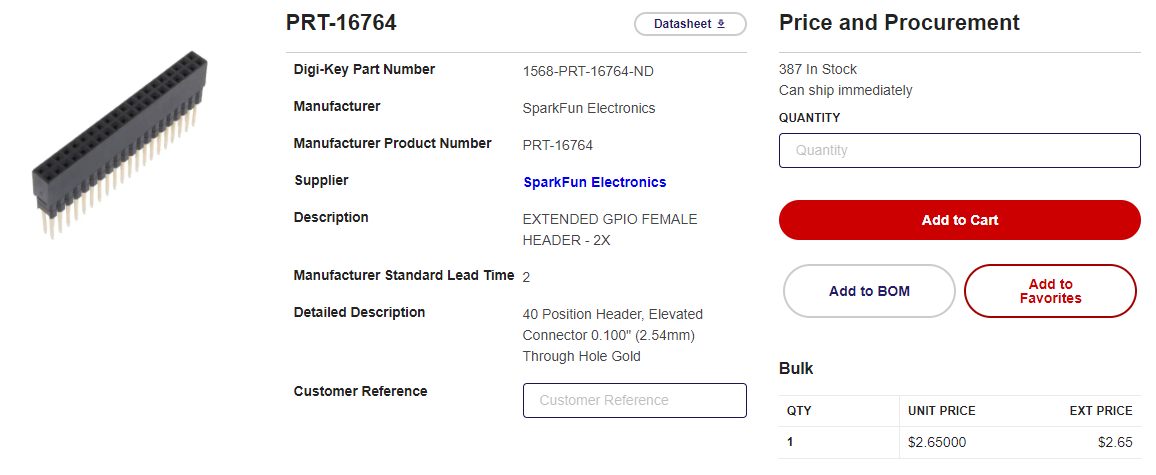 PRT-16764
Datasheet
Digi-Key Part Number
1568-PRT-16764-ND
Manufacturer
SparkFun Electronics
Manufacturer Product Number
PRT-16764
Supplier
SparkFun Electronics
Description
EXTENDED GPIO FEMALE
HEADER - 2X
Manufacturer Standard Lead Time
2
Detailed Description
40 Position Header, Elevated
Connector 0.100" (2.54mm)
Through Hole Gold
Customer Reference
Customer Reference
Price and Procurement
387 In Stock
Can ship immediately
QUANTITY
Quantity
Add to Cart
Add to BOM
Add to
Favorites
Bulk
QTY UNIT PRICE EXT PRICE
1 $2.65000 $2.65